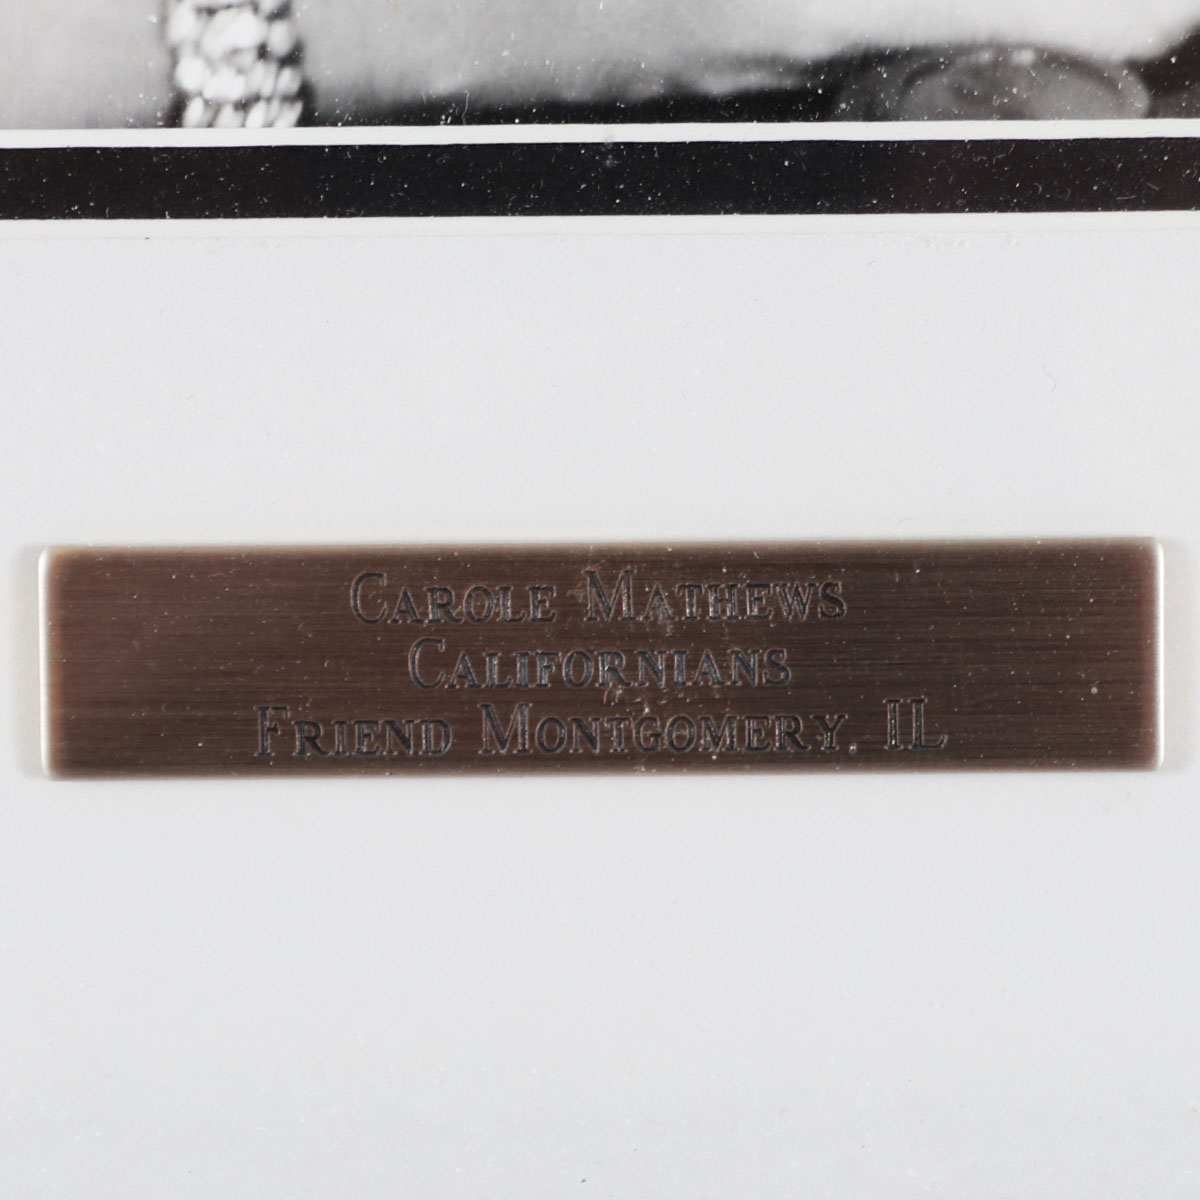 Carole Mathews
Californians
Friend Montgomery, IL